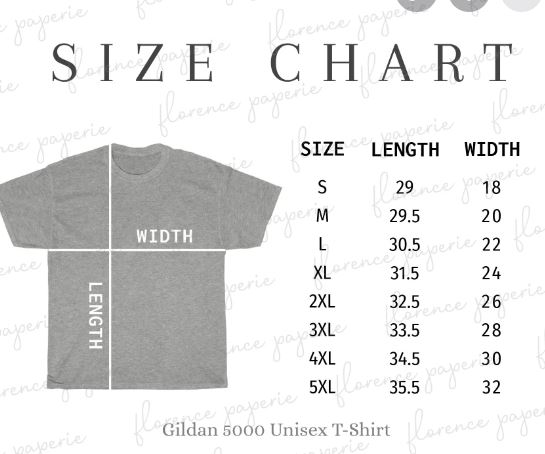 SIZE CHART
SIZE LENGTH WIDTH
S 29 18
M 29.5 20
L 30.5 22
XL 31.5 24
2XL 32.5 26
3XL 33.5 28
4XL 34.5 30
5XL 35.5 32
WIDTH
LENGTH
Gildan 5000 Unisex T-Shirt
florence paperie